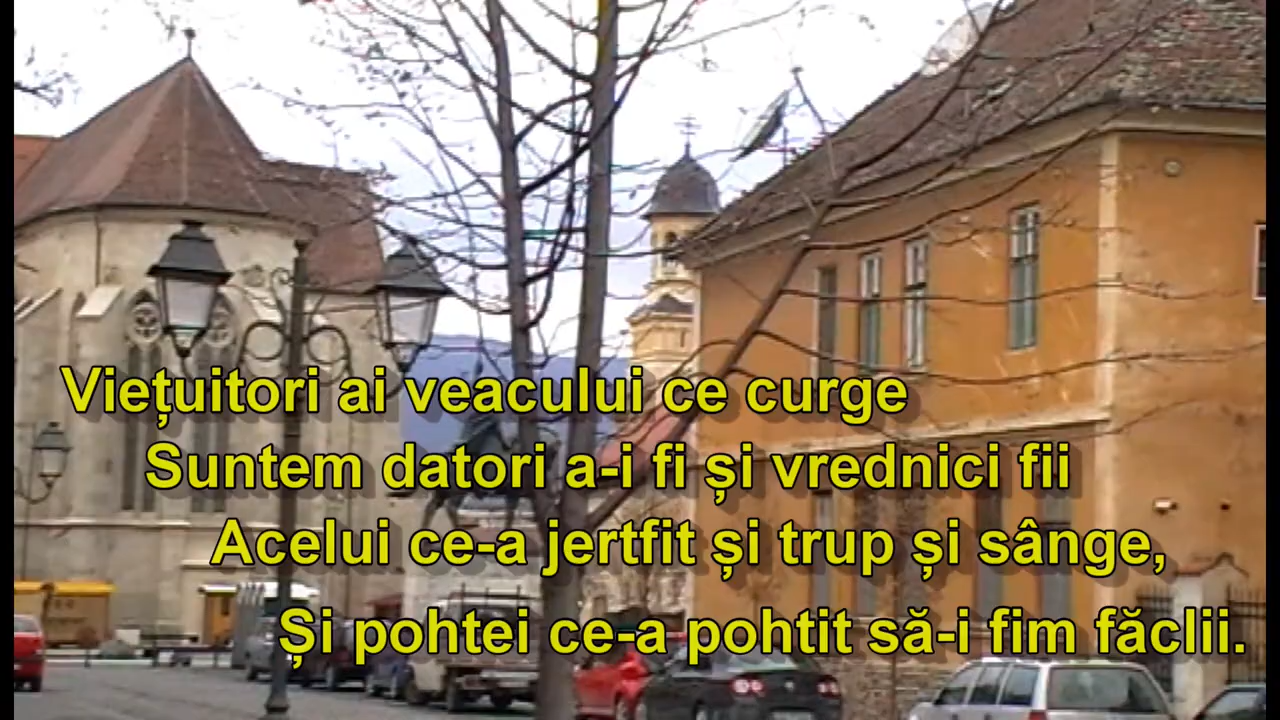 Viețuitori ai veacului ce curge
Suntem datori a-i fi și vrednici fii
Acelui ce-a jertfit și trup și sânge,
Și pohtei ce-a pohtit să-i fim făclii.